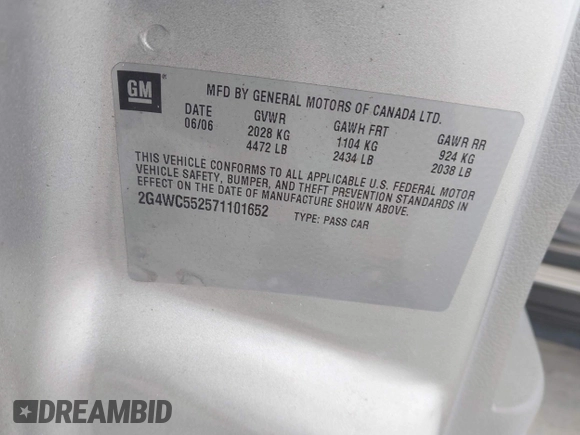 GM
MFD BY GENERAL MOTORS OF CANADA LTD.
DATE GVWR GAWR FRT GAWR RR
06/06 2028 KG 1104 KG 924 KG
4472 LB 2434 LB 2038 LB
THIS VEHICLE CONFORMS TO ALL APPLICABLE U.S. FEDERAL MOTOR
VEHICLE SAFETY, BUMPER, AND THEFT PREVENTION STANDARDS IN
EFFECT ON THE DATE OF MANUFACTURE SHOWN ABOVE.
2G4WC552571101652 TYPE: PASS CAR
DREAMBID